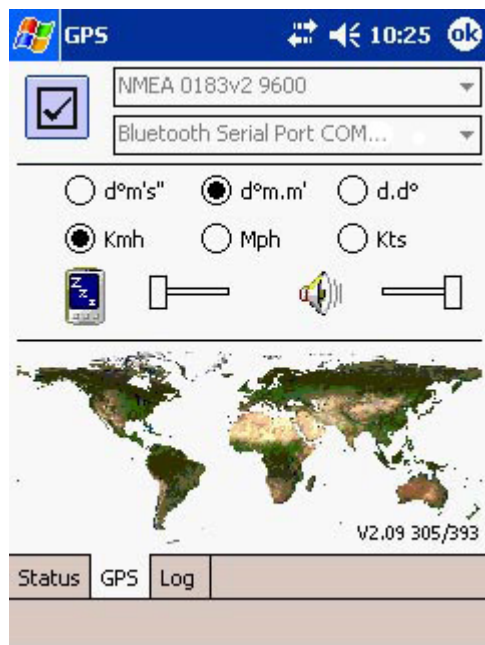 GPS 10:25 ok
NMEA 0183v2 9600
Bluetooth Serial Port COM...
d°m's" d°m.m' d.d°
Kmh Mph Kts
z z z
V2.09 305/393
Status GPS Log